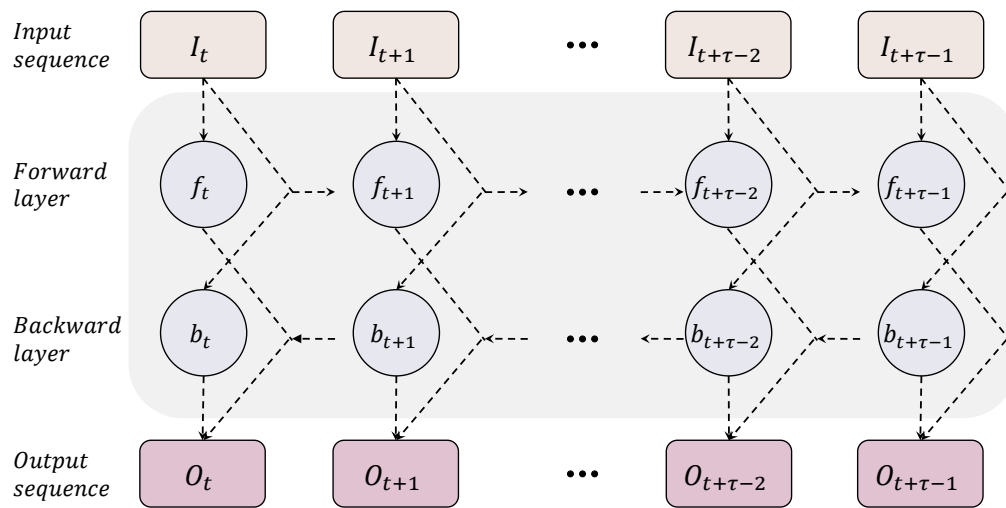 Input sequence I_t I_{t+1} ••• I_{t+τ−2} I_{t+τ−1}
Forward layer f_t f_{t+1} ••• f_{t+τ−2} f_{t+τ−1}
Backward layer b_t b_{t+1} ••• b_{t+τ−2} b_{t+τ−1}
Output sequence O_t O_{t+1} ••• O_{t+τ−2} O_{t+τ−1}